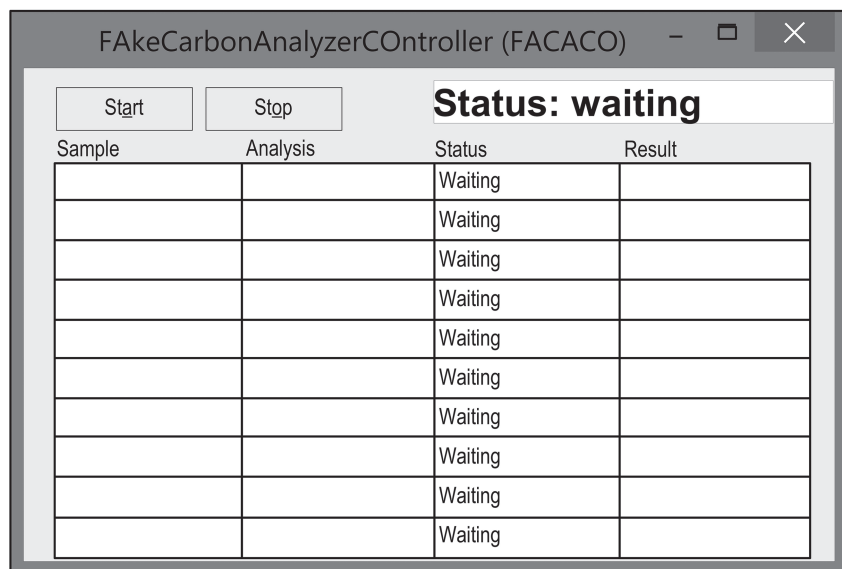 FAkeCarbonAnalyzerCOntroller (FACACO)
Start Stop Status: waiting
Sample Analysis Status Result
Waiting
Waiting
Waiting
Waiting
Waiting
Waiting
Waiting
Waiting
Waiting
Waiting